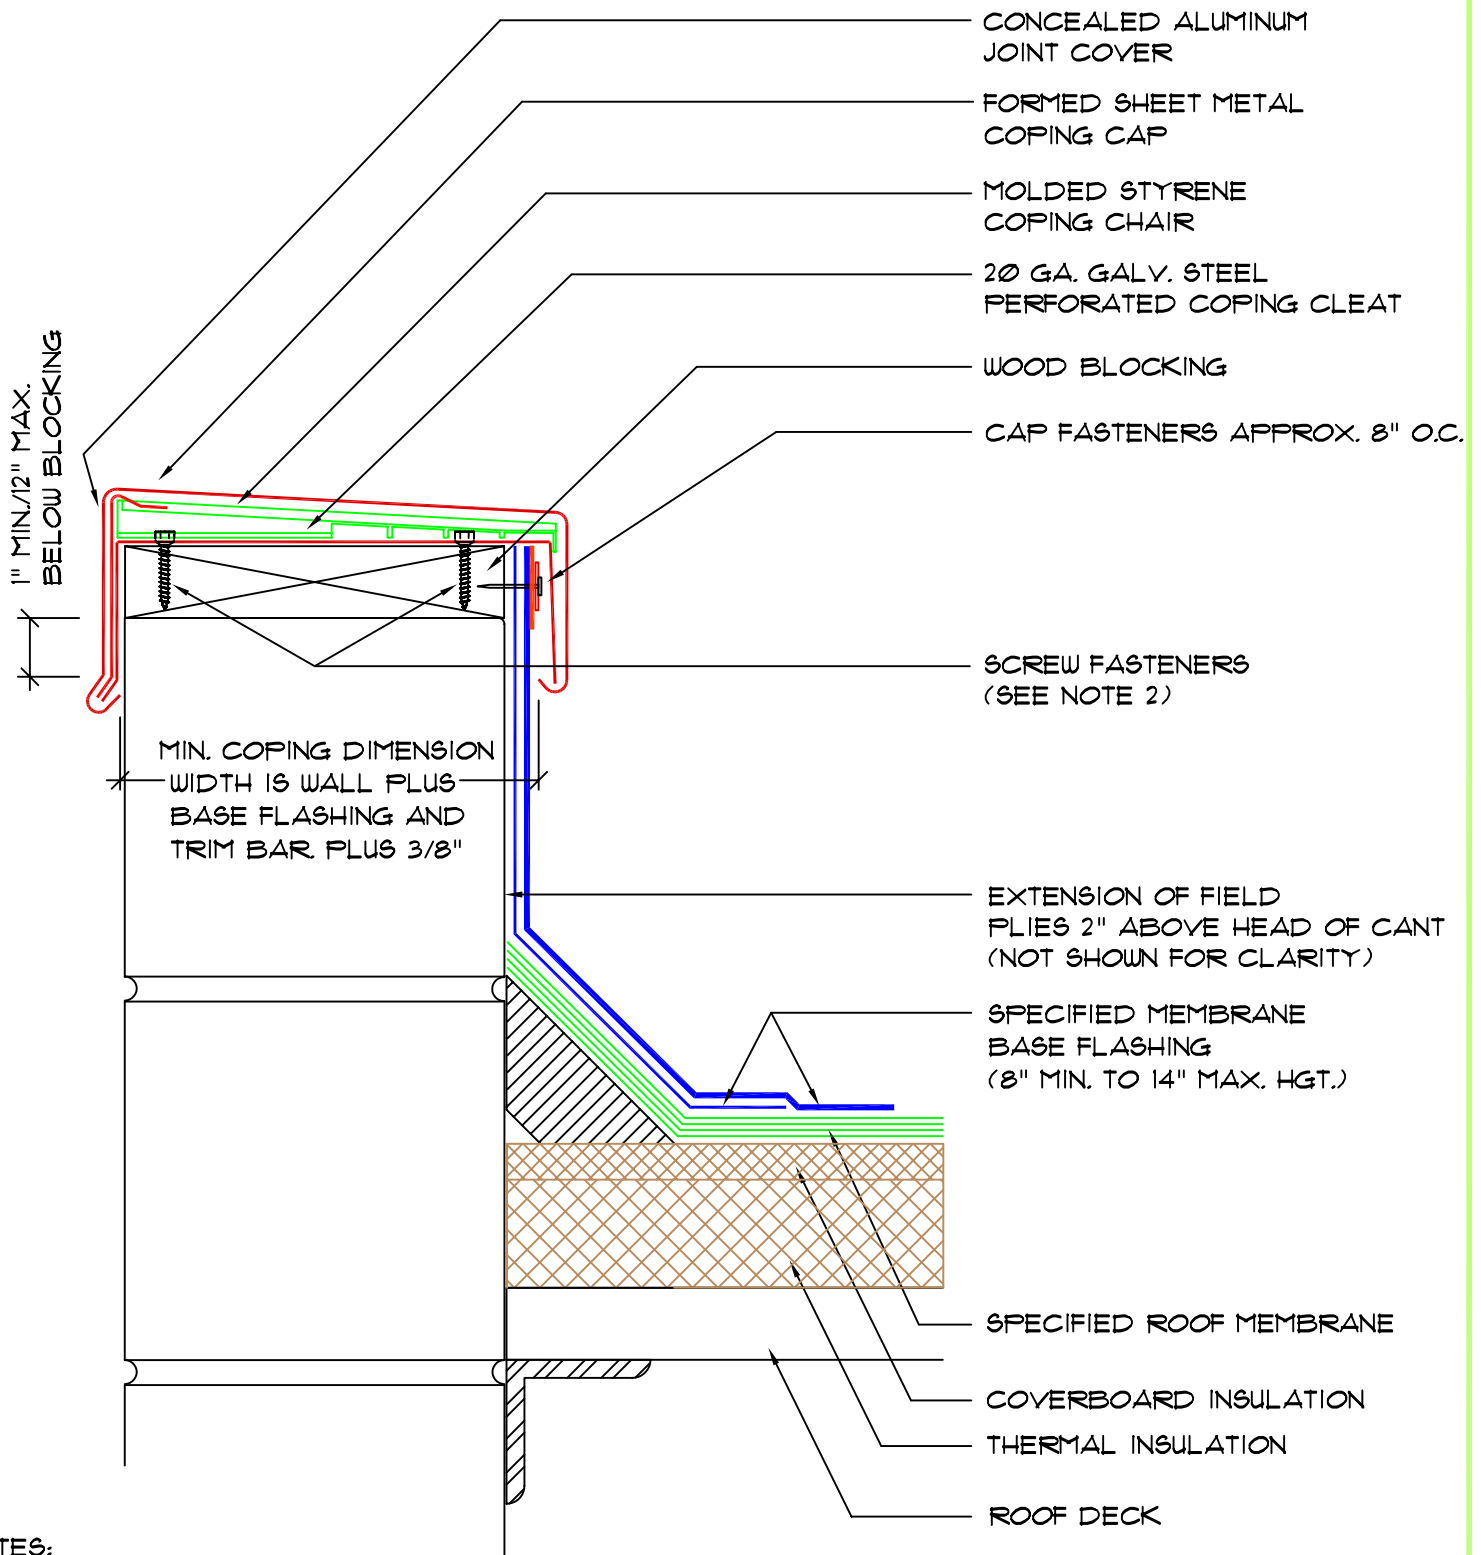 CONCEALED ALUMINUM
JOINT COVER
FORMED SHEET METAL
COPING CAP
MOLDED STYRENE
COPING CHAIR
20 GA. GALV. STEEL
PERFORATED COPING CLEAT
WOOD BLOCKING
CAP FASTENERS APPROX. 8" O.C.
1" MIN./12" MAX.
BELOW BLOCKING
SCREW FASTENERS
(SEE NOTE 2)
MIN. COPING DIMENSION
WIDTH IS WALL PLUS
BASE FLASHING AND
TRIM BAR. PLUS 3/8"
EXTENSION OF FIELD
PLIES 2" ABOVE HEAD OF CANT
(NOT SHOWN FOR CLARITY)
SPECIFIED MEMBRANE
BASE FLASHING
(8" MIN. TO 14" MAX. HGT.)
SPECIFIED ROOF MEMBRANE
COVERBOARD INSULATION
THERMAL INSULATION
ROOF DECK
TES: